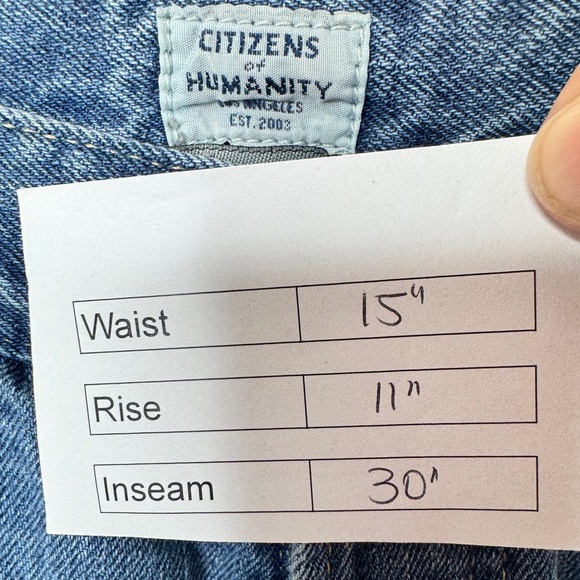 CITIZENS
of
HUMANITY
LOS ANGELES
EST. 2003
Waist 15"
Rise 11"
Inseam 30'